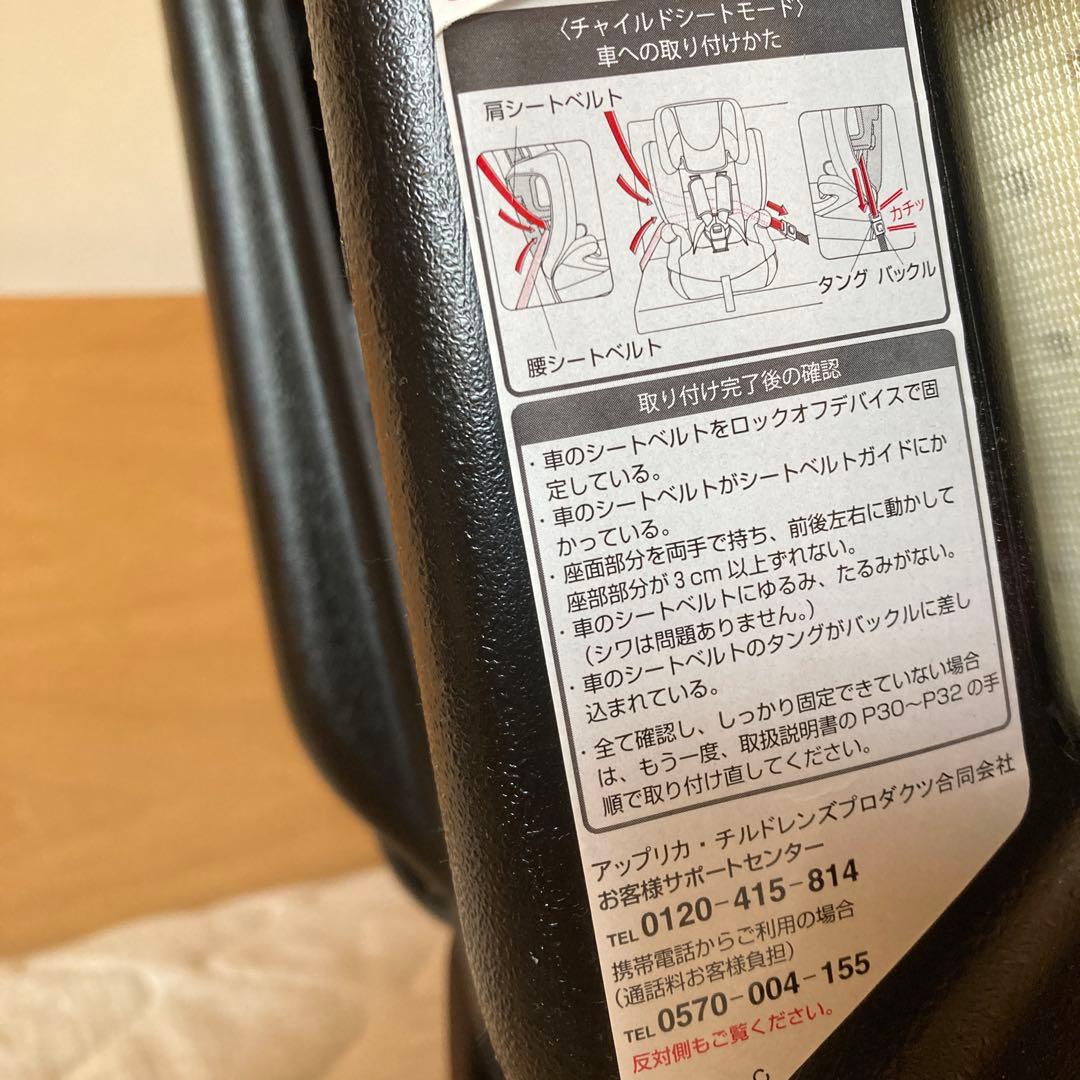 〈チャイルドシートモード〉
車への取り付けかた
肩シートベルト
カチッ
タング バックル
腰シートベルト
取り付け完了後の確認
・車のシートベルトをロックオフデバイスで固
定している。
・車のシートベルトがシートベルトガイドにか
かっている。
・座面部分を両手で持ち、前後左右に動かして
座部部分が3cm以上ずれない。
・車のシートベルトにゆるみ、たるみがない。
（シワは問題ありません。）
・車のシートベルトのタングがバックルに差し
込まれている。
・全て確認し、しっかり固定できていない場合
は、もう一度、取扱説明書のP30〜P32の手
順で取り付け直してください。
アップリカ・チルドレンズプロダクツ合同会社
お客様サポートセンター
TEL 0120-415-814
携帯電話からご利用の場合
（通話料お客様負担）
TEL 0570-004-155
反対側もご覧ください。